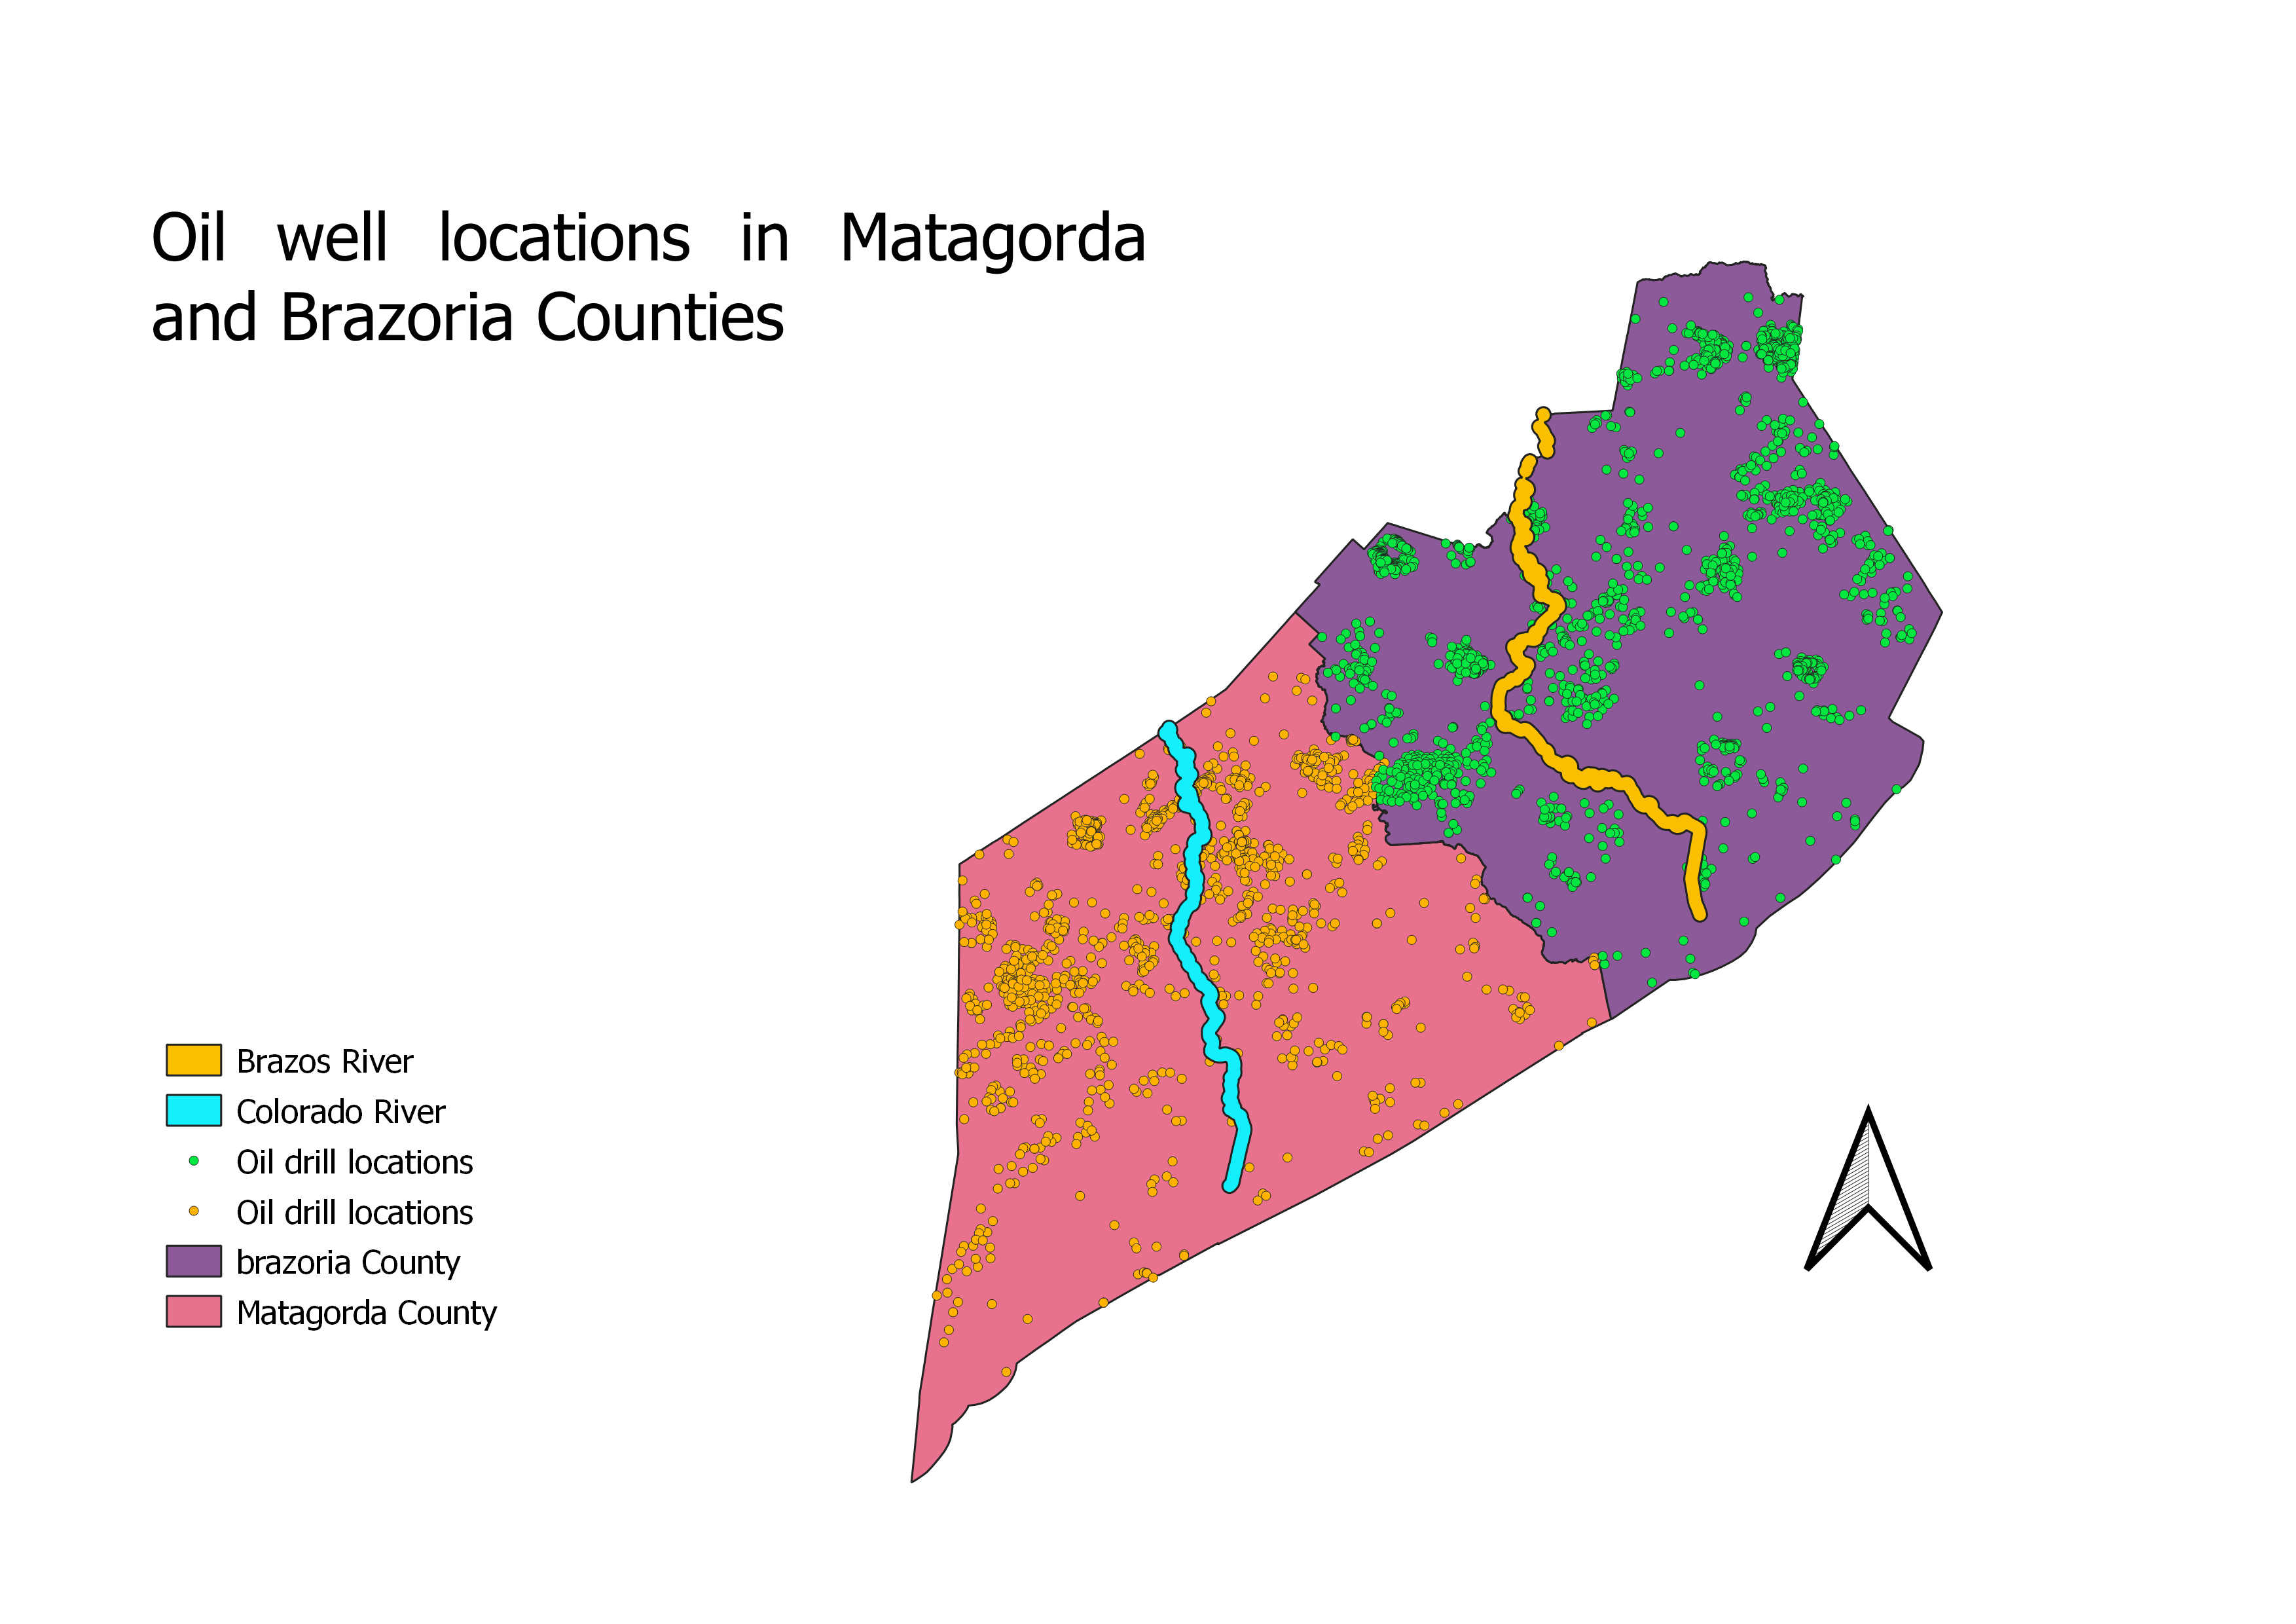 Oil well locations in Matagorda
and Brazoria Counties
Brazos River
Colorado River
Oil drill locations
Oil drill locations
brazoria County
Matagorda County